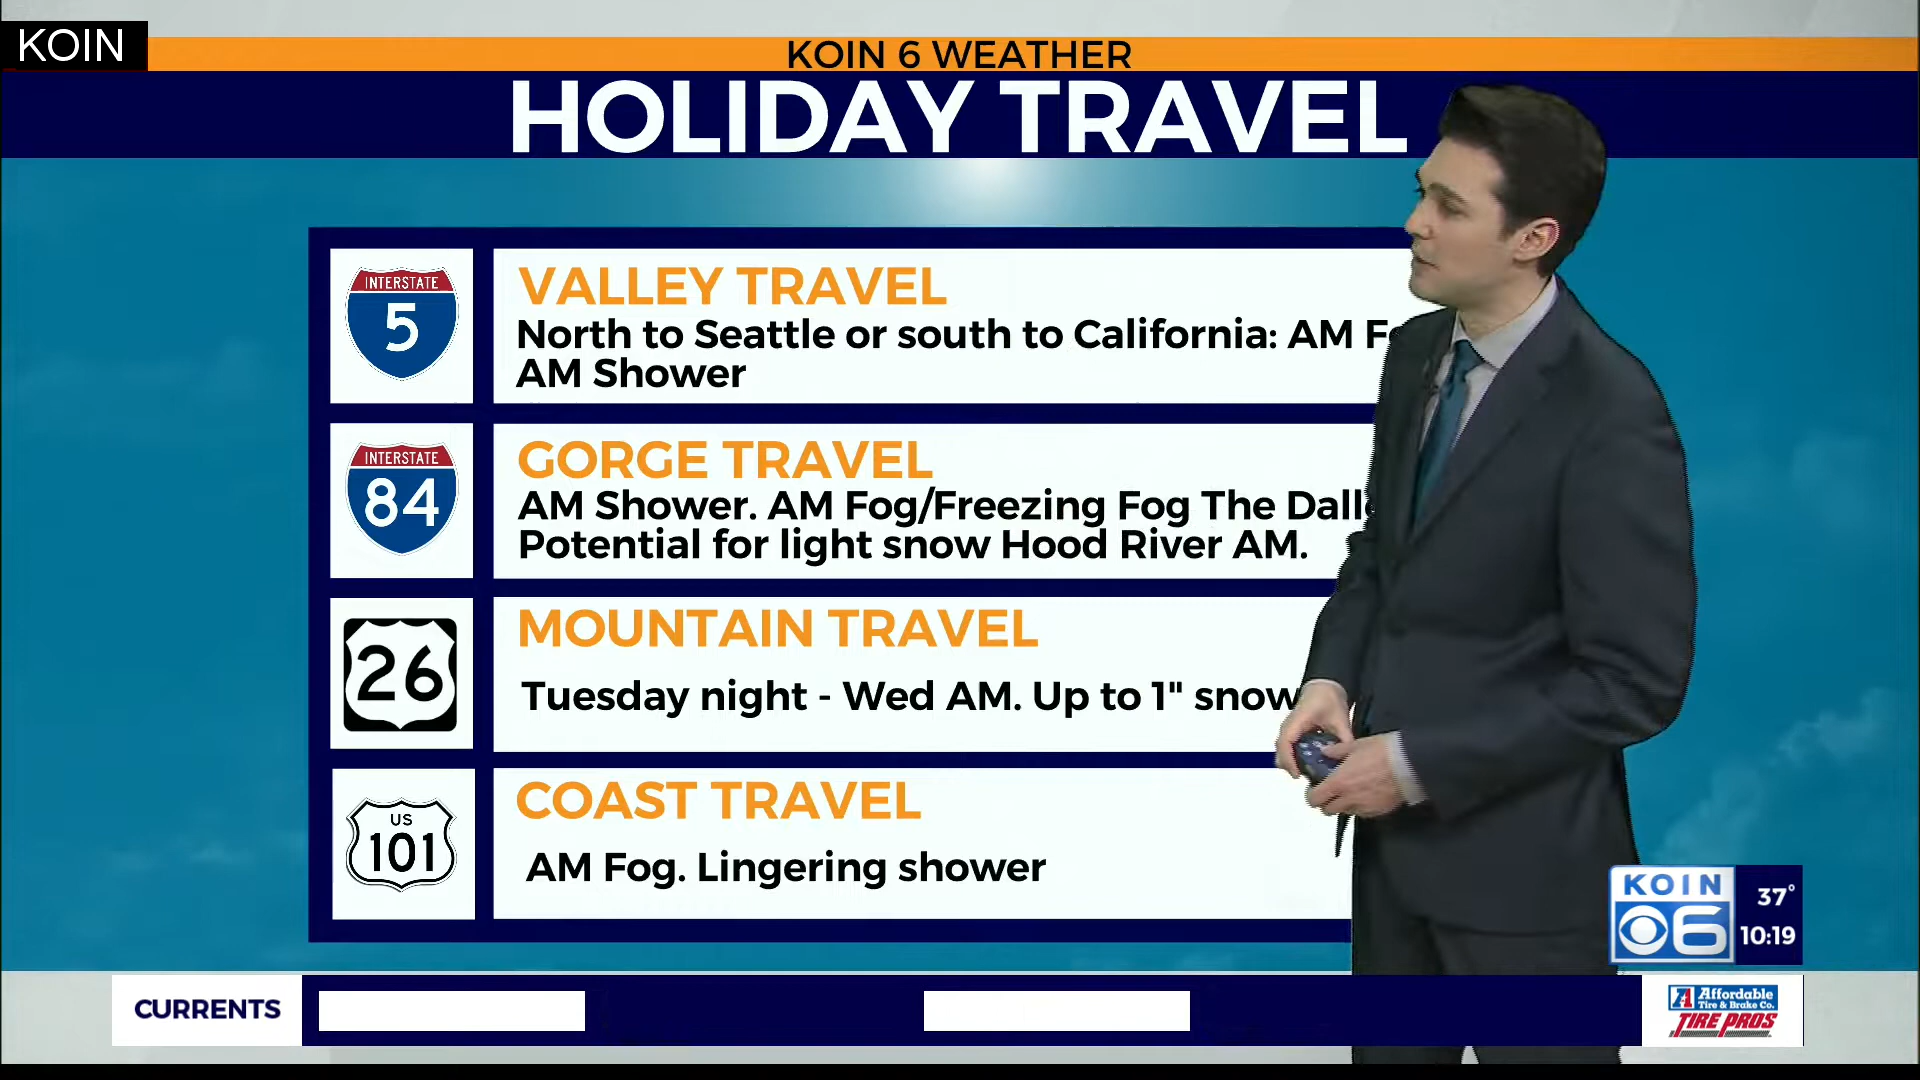 KOIN
KOIN 6 WEATHER
HOLIDAY TRAVEL
INTERSTATE
5
VALLEY TRAVEL
North to Seattle or south to California: AM
AM Shower
INTERSTATE
84
GORGE TRAVEL
AM Shower. AM Fog/Freezing Fog The
Potential for light snow Hood River AM.
26
MOUNTAIN TRAVEL
Tuesday night - Wed AM. Up to 1" snow
US
101
COAST TRAVEL
AM Fog. Lingering shower
KOIN
6
37°
10:19
CURRENTS
Affordable
Tire & Brake Co.
TIRE PROS